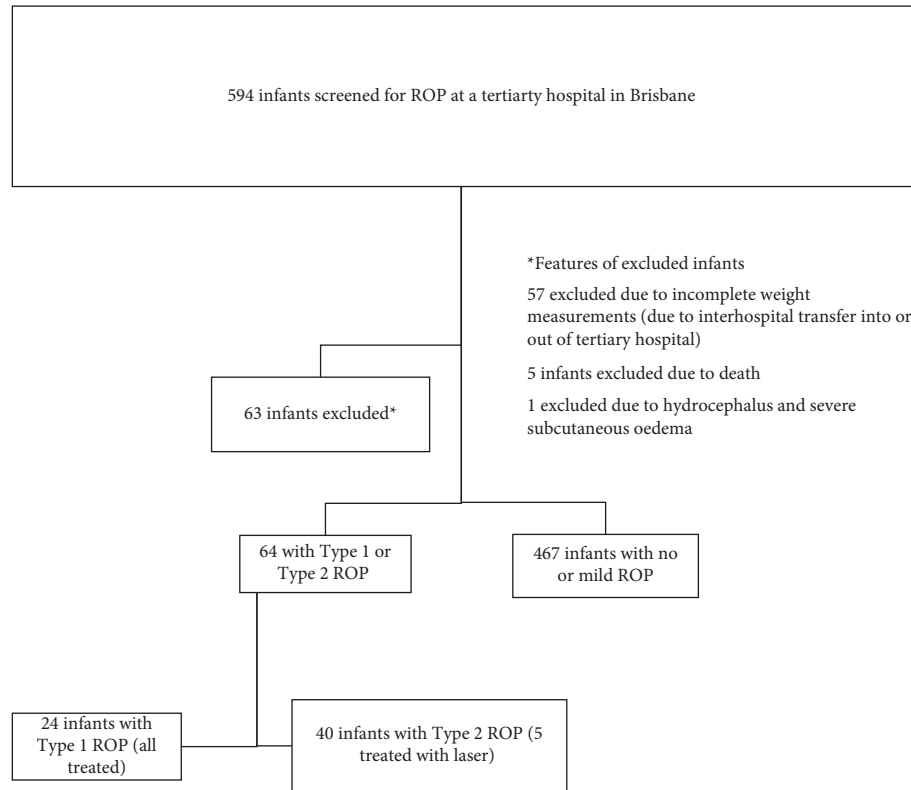 594 infants screened for ROP at a tertiarty hospital in Brisbane
*Features of excluded infants
57 excluded due to incomplete weight
measurements (due to interhospital transfer into or
out of tertiary hospital)
5 infants excluded due to death
1 excluded due to hydrocephalus and severe
subcutaneous oedema
63 infants excluded*
64 with Type 1 or
Type 2 ROP
467 infants with no
or mild ROP
24 infants with
Type 1 ROP (all
treated)
40 infants with Type 2 ROP (5
treated with laser)